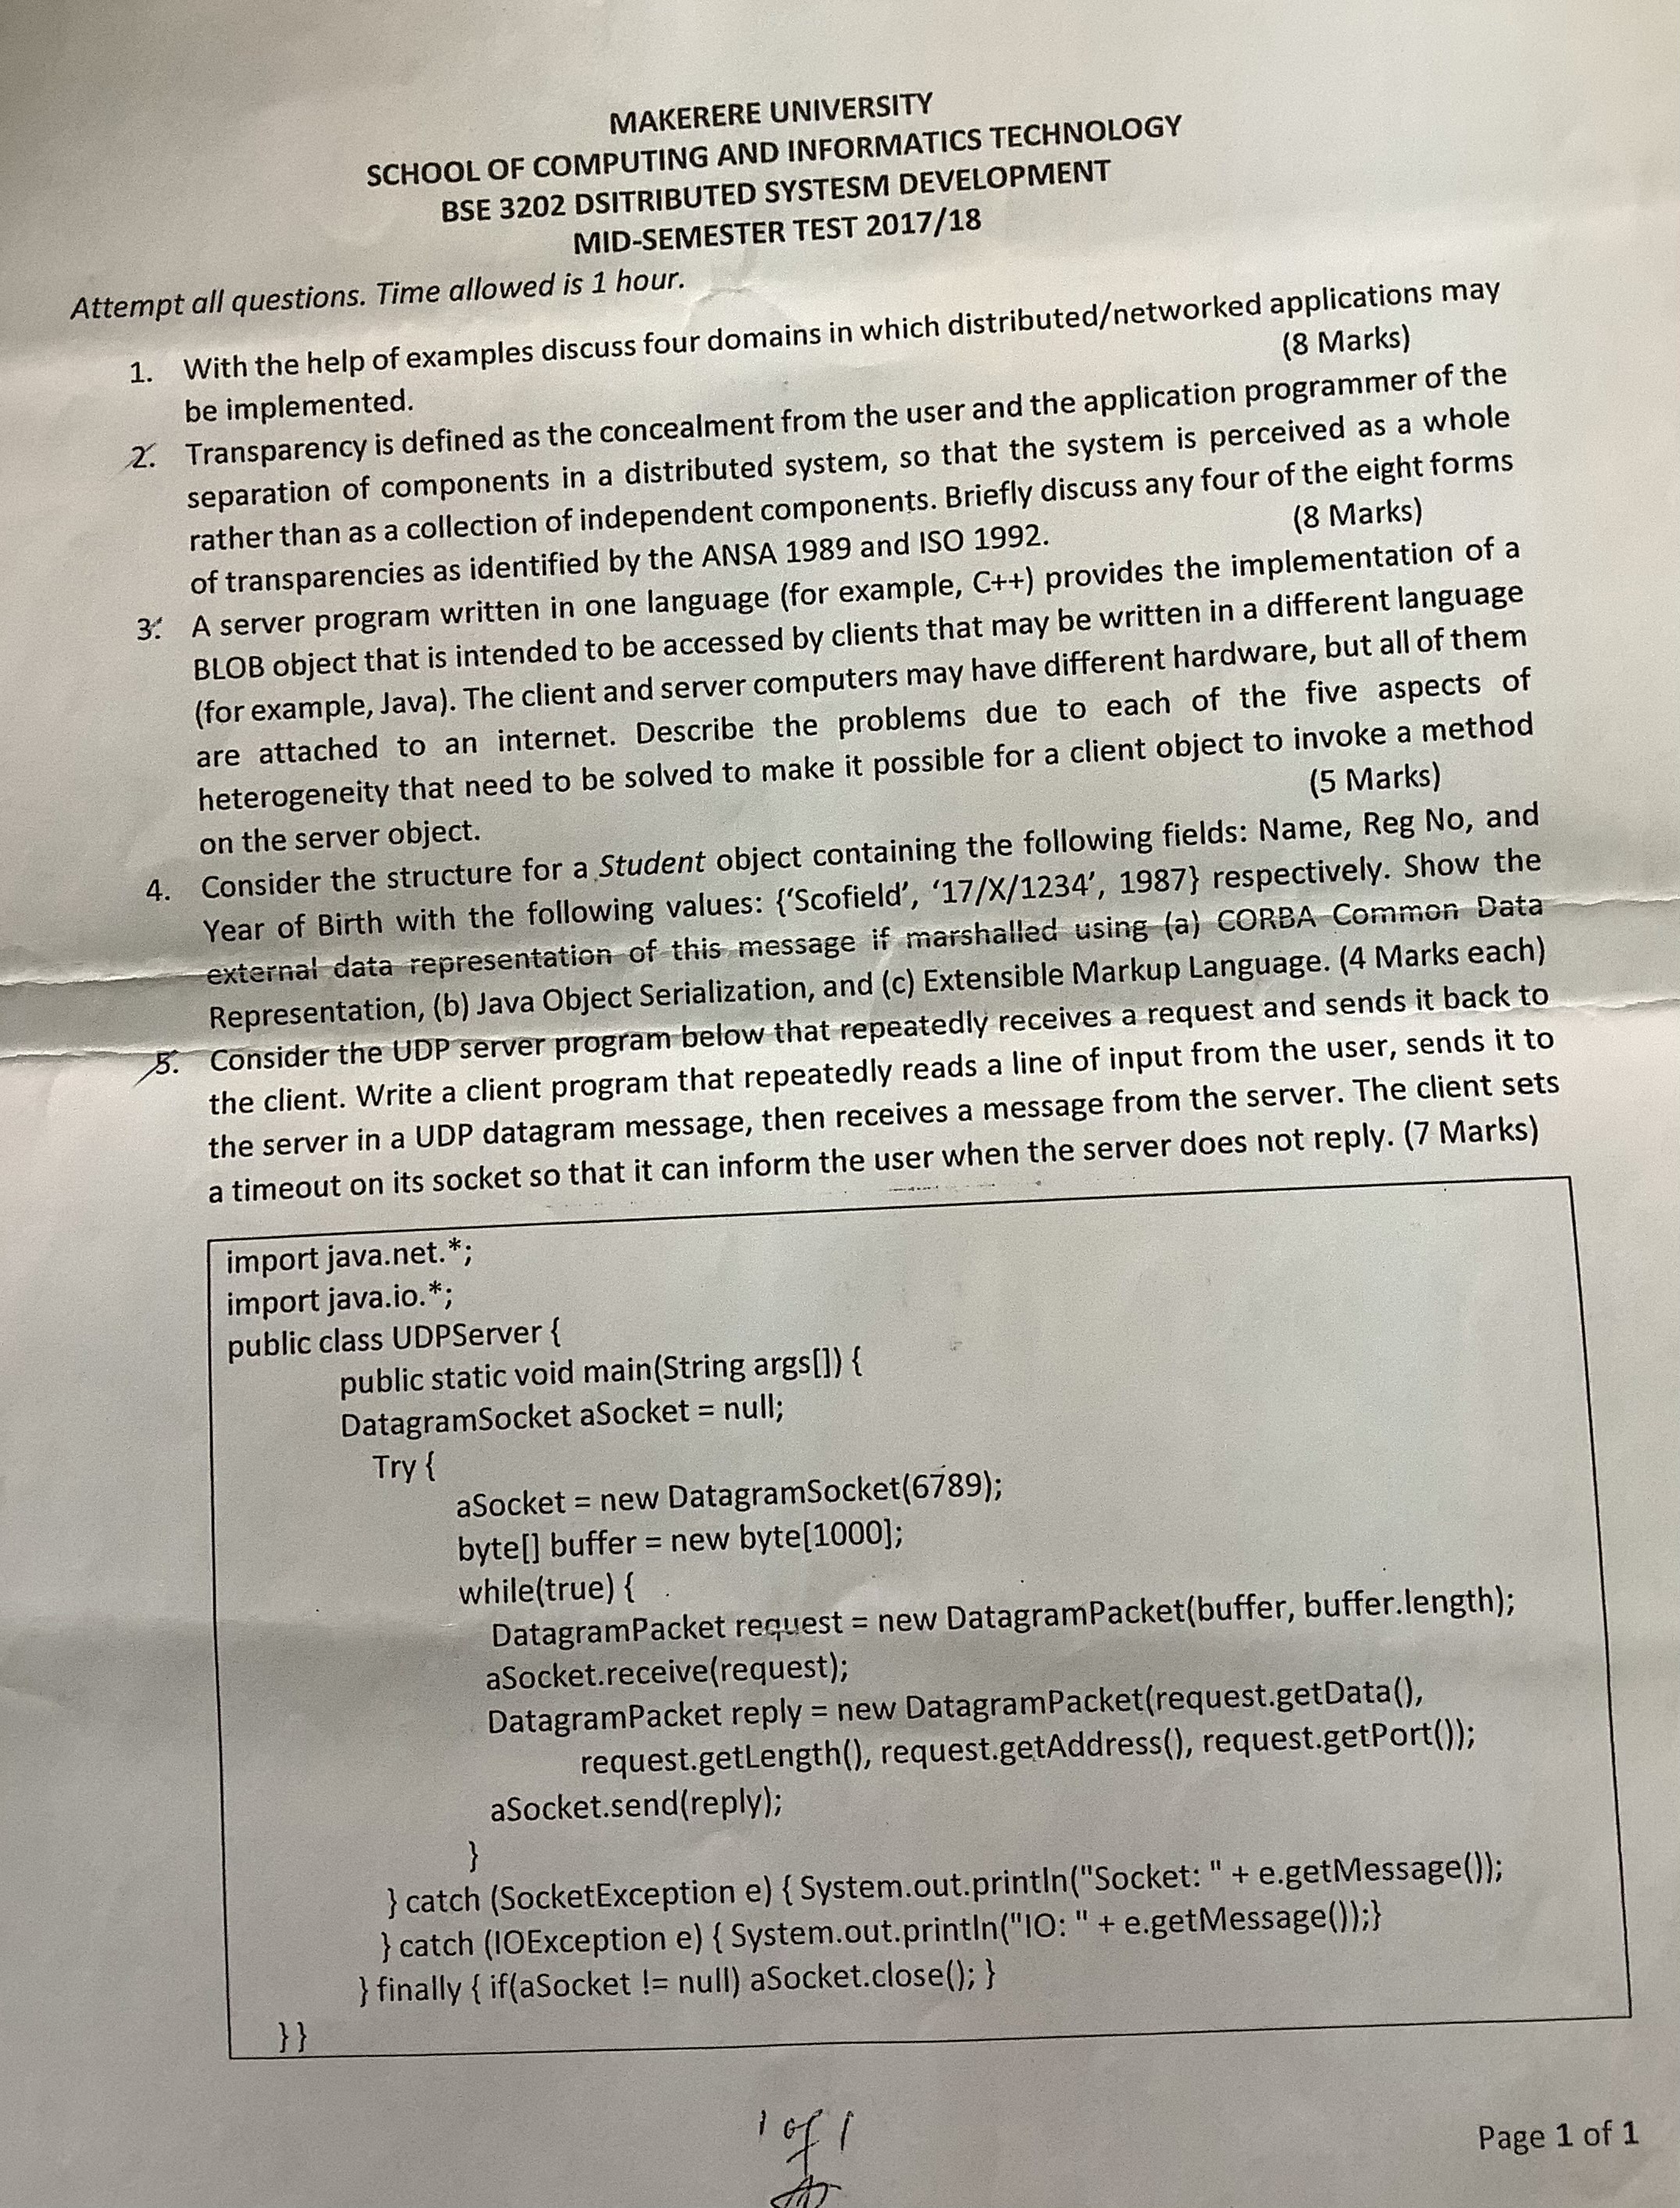 MAKERERE UNIVERSITY
SCHOOL OF COMPUTING AND INFORMATICS TECHNOLOGY
BSE 3202 DSITRIBUTED SYSTESM DEVELOPMENT
MID-SEMESTER TEST 2017/18
Attempt all questions. Time allowed is 1 hour.
1. With the help of examples discuss four domains in which distributed/networked applications may
be implemented. (8 Marks)
2. Transparency is defined as the concealment from the user and the application programmer of the
separation of components in a distributed system, so that the system is perceived as a whole
rather than as a collection of independent components. Briefly discuss any four of the eight forms
of transparencies as identified by the ANSA 1989 and ISO 1992. (8 Marks)
3. A server program written in one language (for example, C++) provides the implementation of a
BLOB object that is intended to be accessed by clients that may be written in a different language
(for example, Java). The client and server computers may have different hardware, but all of them
are attached to an internet. Describe the problems due to each of the five aspects of
heterogeneity that need to be solved to make it possible for a client object to invoke a method
on the server object. (5 Marks)
4. Consider the structure for a Student object containing the following fields: Name, Reg No, and
Year of Birth with the following values: {‘Scofield’, ‘17/X/1234’, 1987} respectively. Show the
external data representation of this message if marshalled using (a) CORBA Common Data
Representation, (b) Java Object Serialization, and (c) Extensible Markup Language. (4 Marks each)
5. Consider the UDP server program below that repeatedly receives a request and sends it back to
the client. Write a client program that repeatedly reads a line of input from the user, sends it to
the server in a UDP datagram message, then receives a message from the server. The client sets
a timeout on its socket so that it can inform the user when the server does not reply. (7 Marks)
import java.net.*;
import java.io.*;
public class UDPServer {
public static void main(String args[]) {
DatagramSocket aSocket = null;
Try {
aSocket = new DatagramSocket(6789);
byte[] buffer = new byte[1000];
while(true) {
DatagramPacket request = new DatagramPacket(buffer, buffer.length);
aSocket.receive(request);
DatagramPacket reply = new DatagramPacket(request.getData(),
request.getLength(), request.getAddress(), request.getPort());
aSocket.send(reply);
}
} catch (SocketException e) { System.out.println("Socket: " + e.getMessage());
} catch (IOException e) { System.out.println("IO: " + e.getMessage());}
} finally { if(aSocket != null) aSocket.close(); }
}}
1 of 1
Page 1 of 1